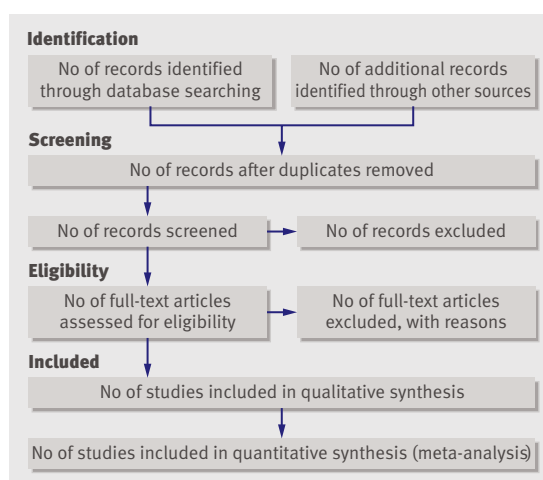 Identification
No of records identified
through database searching
No of additional records
identified through other sources
Screening
No of records after duplicates removed
No of records screened
No of records excluded
Eligibility
No of full-text articles
assessed for eligibility
No of full-text articles
excluded, with reasons
Included
No of studies included in qualitative synthesis
No of studies included in quantitative synthesis (meta-analysis)